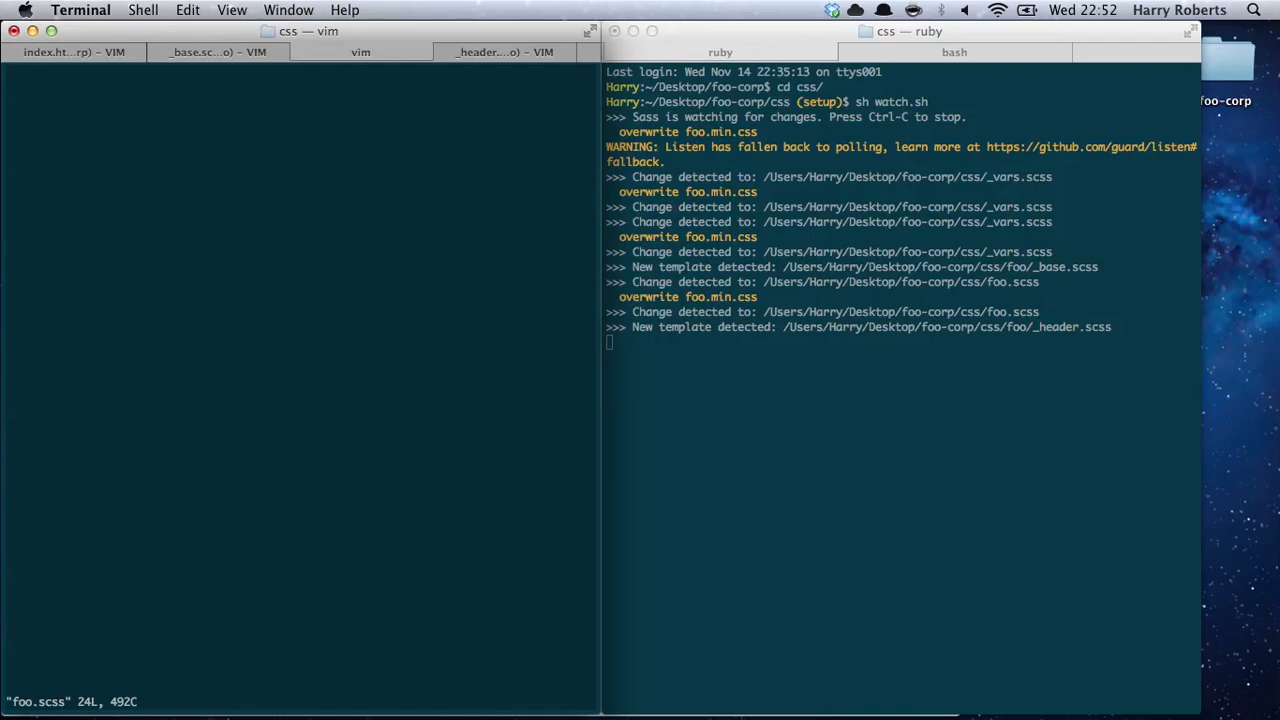 Terminal Shell Edit View Window Help Wed 22:52 Harry Roberts
css — vim
index.ht...rp) – VIM _base.sc...o) – VIM vim _header....o) – VIM
"foo.scss" 24L, 492C
css — ruby
ruby bash
Last login: Wed Nov 14 22:35:13 on ttys001
Harry:~/Desktop/foo-corp$ cd css/
Harry:~/Desktop/foo-corp/css (setup)$ sh watch.sh
>>> Sass is watching for changes. Press Ctrl-C to stop.
overwrite foo.min.css
WARNING: Listen has fallen back to polling, learn more at https://github.com/guard/listen#
fallback.
>>> Change detected to: /Users/Harry/Desktop/foo-corp/css/_vars.scss
overwrite foo.min.css
>>> Change detected to: /Users/Harry/Desktop/foo-corp/css/_vars.scss
>>> Change detected to: /Users/Harry/Desktop/foo-corp/css/_vars.scss
overwrite foo.min.css
>>> Change detected to: /Users/Harry/Desktop/foo-corp/css/_vars.scss
>>> New template detected: /Users/Harry/Desktop/foo-corp/css/foo/_base.scss
>>> Change detected to: /Users/Harry/Desktop/foo-corp/css/foo.scss
overwrite foo.min.css
>>> Change detected to: /Users/Harry/Desktop/foo-corp/css/foo.scss
>>> New template detected: /Users/Harry/Desktop/foo-corp/css/foo/_header.scss
foo-corp